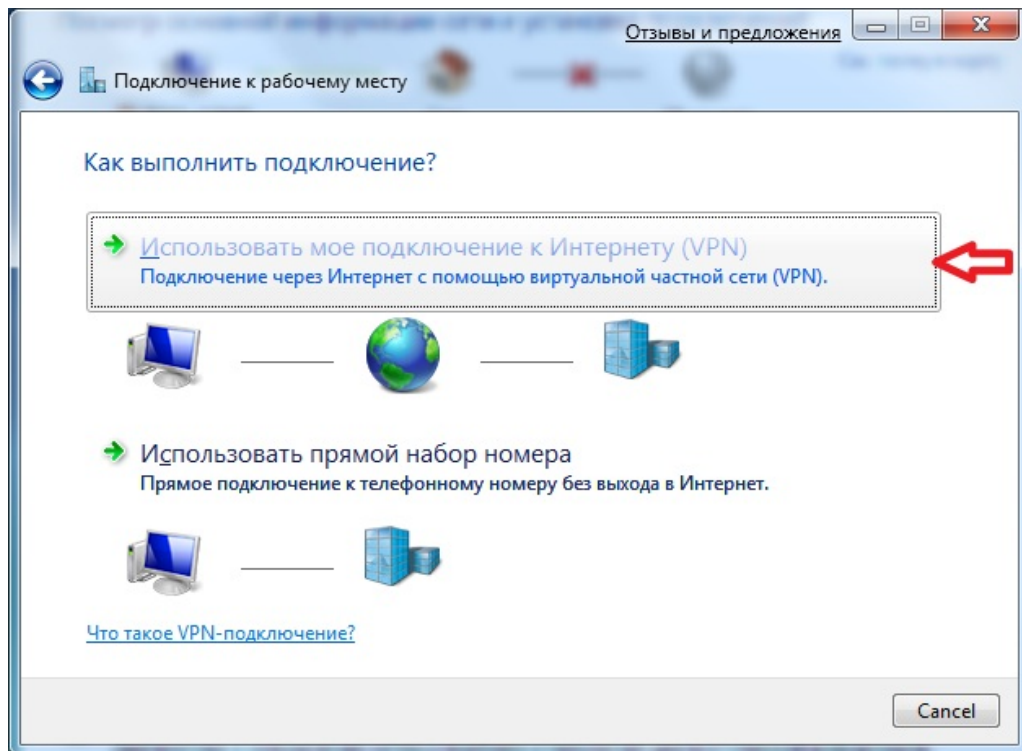 Отзывы и предложения
Подключение к рабочему месту
Как выполнить подключение?
Использовать мое подключение к Интернету (VPN)
Подключение через Интернет с помощью виртуальной частной сети (VPN).
Использовать прямой набор номера
Прямое подключение к телефонному номеру без выхода в Интернет.
Что такое VPN-подключение?
Cancel